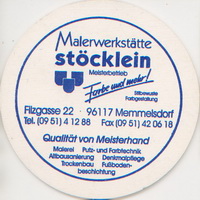 Malerwerkstätte
stöcklein
Meisterbetrieb
Farbe und mehr!
Stilbewußte
Farbgestaltung
Filzgasse 22 · 96117 Memmelsdorf
Tel. (09 51) 4 12 88 Fax (09 51) 42 06 18
Qualität von Meisterhand
Malerei Putz- und Farbtechnik
Altbausanierung Denkmalpflege
Trockenbau Fußboden-
beschichtung